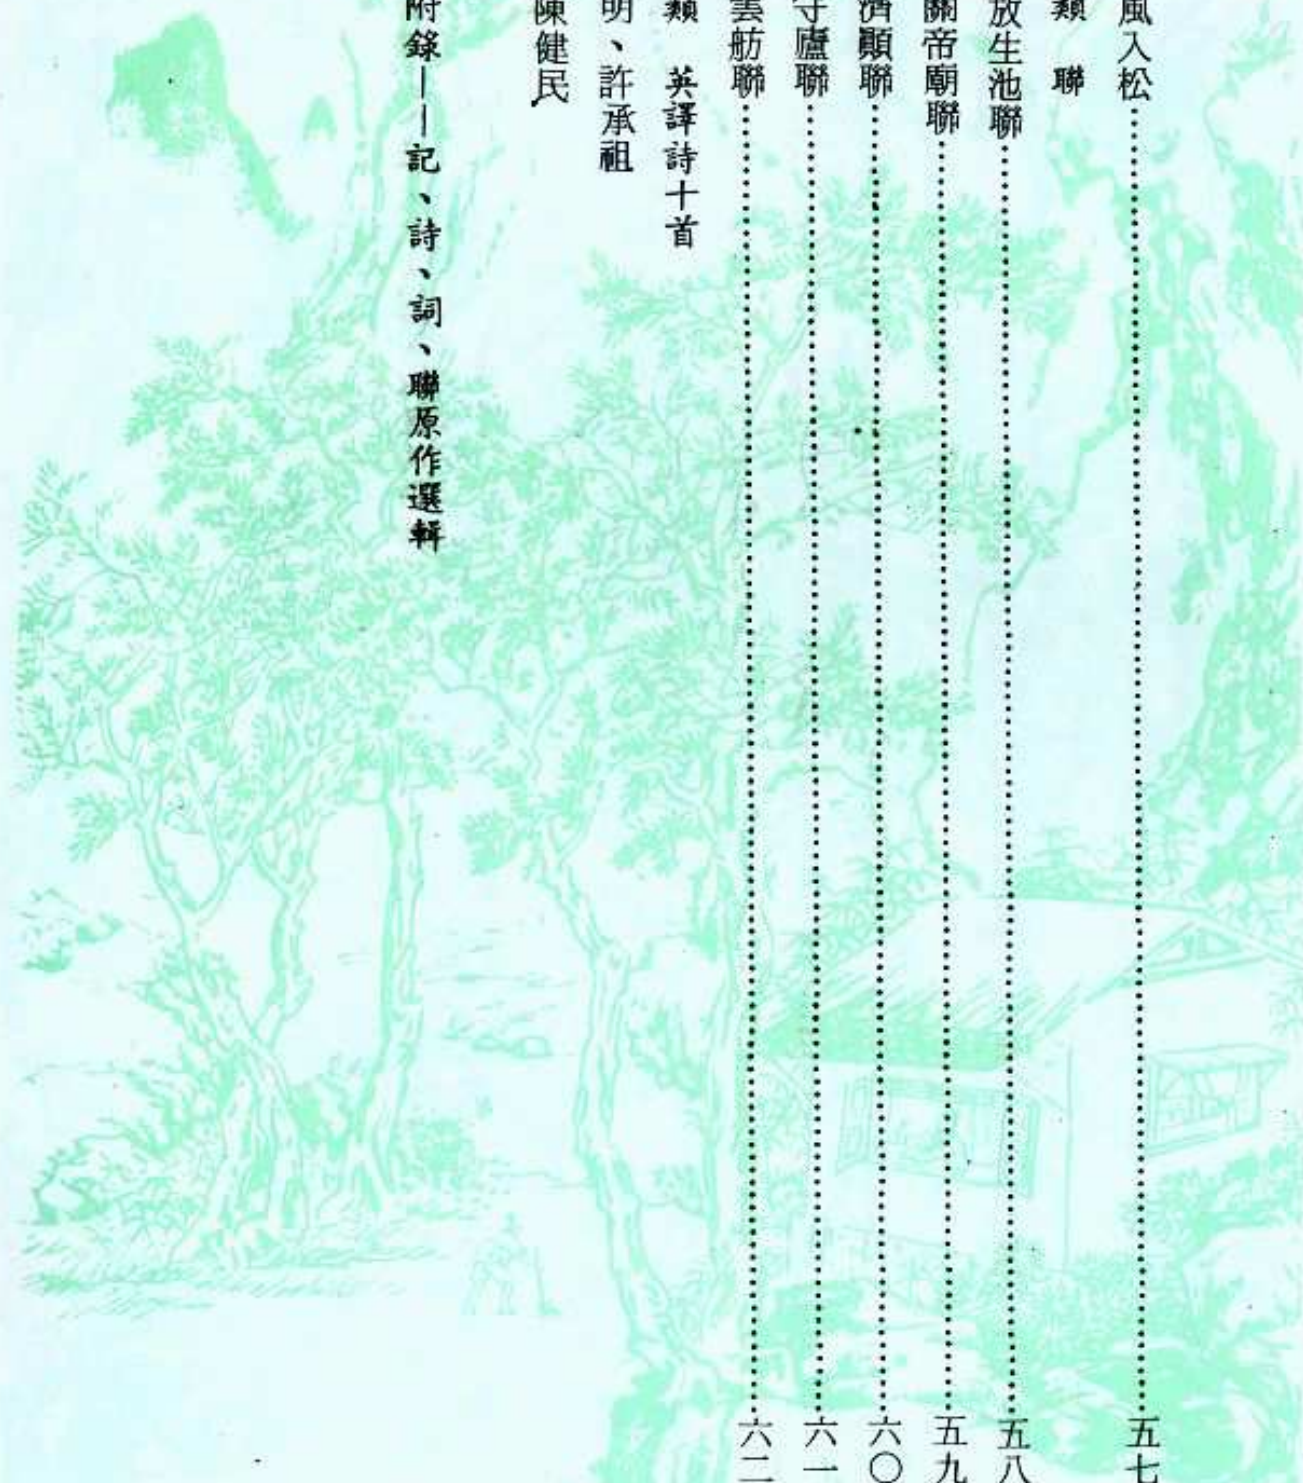 風入松⋯⋯五七
類　聯
放生池聯⋯⋯五八
關帝廟聯⋯⋯五九
濟顛聯⋯⋯六〇
守廬聯⋯⋯六一
雲舫聯⋯⋯六二
類　英譯詩十首
明、許承祖
陳健民
附錄——記、詩、詞、聯原作選輯